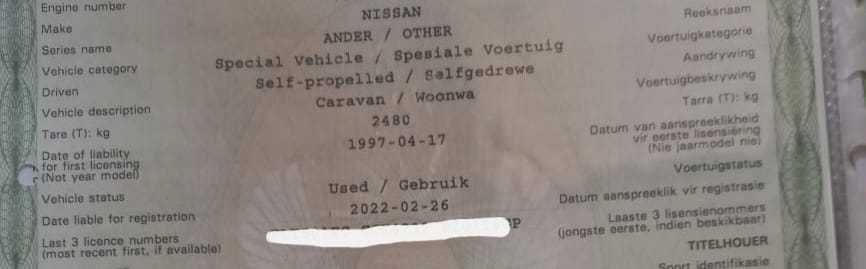 Engine number
Make NISSAN Reeksnaam
Series name ANDER / OTHER Voertuigkategorie
Vehicle category Special Vehicle / Spesiale Voertuig Aandrywing
Driven Self-propelled / Selfgedrewe Voertuigbeskrywing
Vehicle description Caravan / Woonwa Tarra (T): kg
Tare (T): kg 2480 Datum van aanspreeklikheid
vir eerste lisensiëring
(Nie jaarmodel nie)
Date of liability 1997-04-17
for first licensing
(Not year model)
Voertuigstatus
Vehicle status Used / Gebruik Datum aanspreeklik vir registrasie
Date liable for registration 2022-02-26 Laaste 3 lisensienommers
(jongste eerste, indien beskikbaar)
Last 3 licence numbers
(most recent first, if available)
TITELHOUER
Soort identifikasie